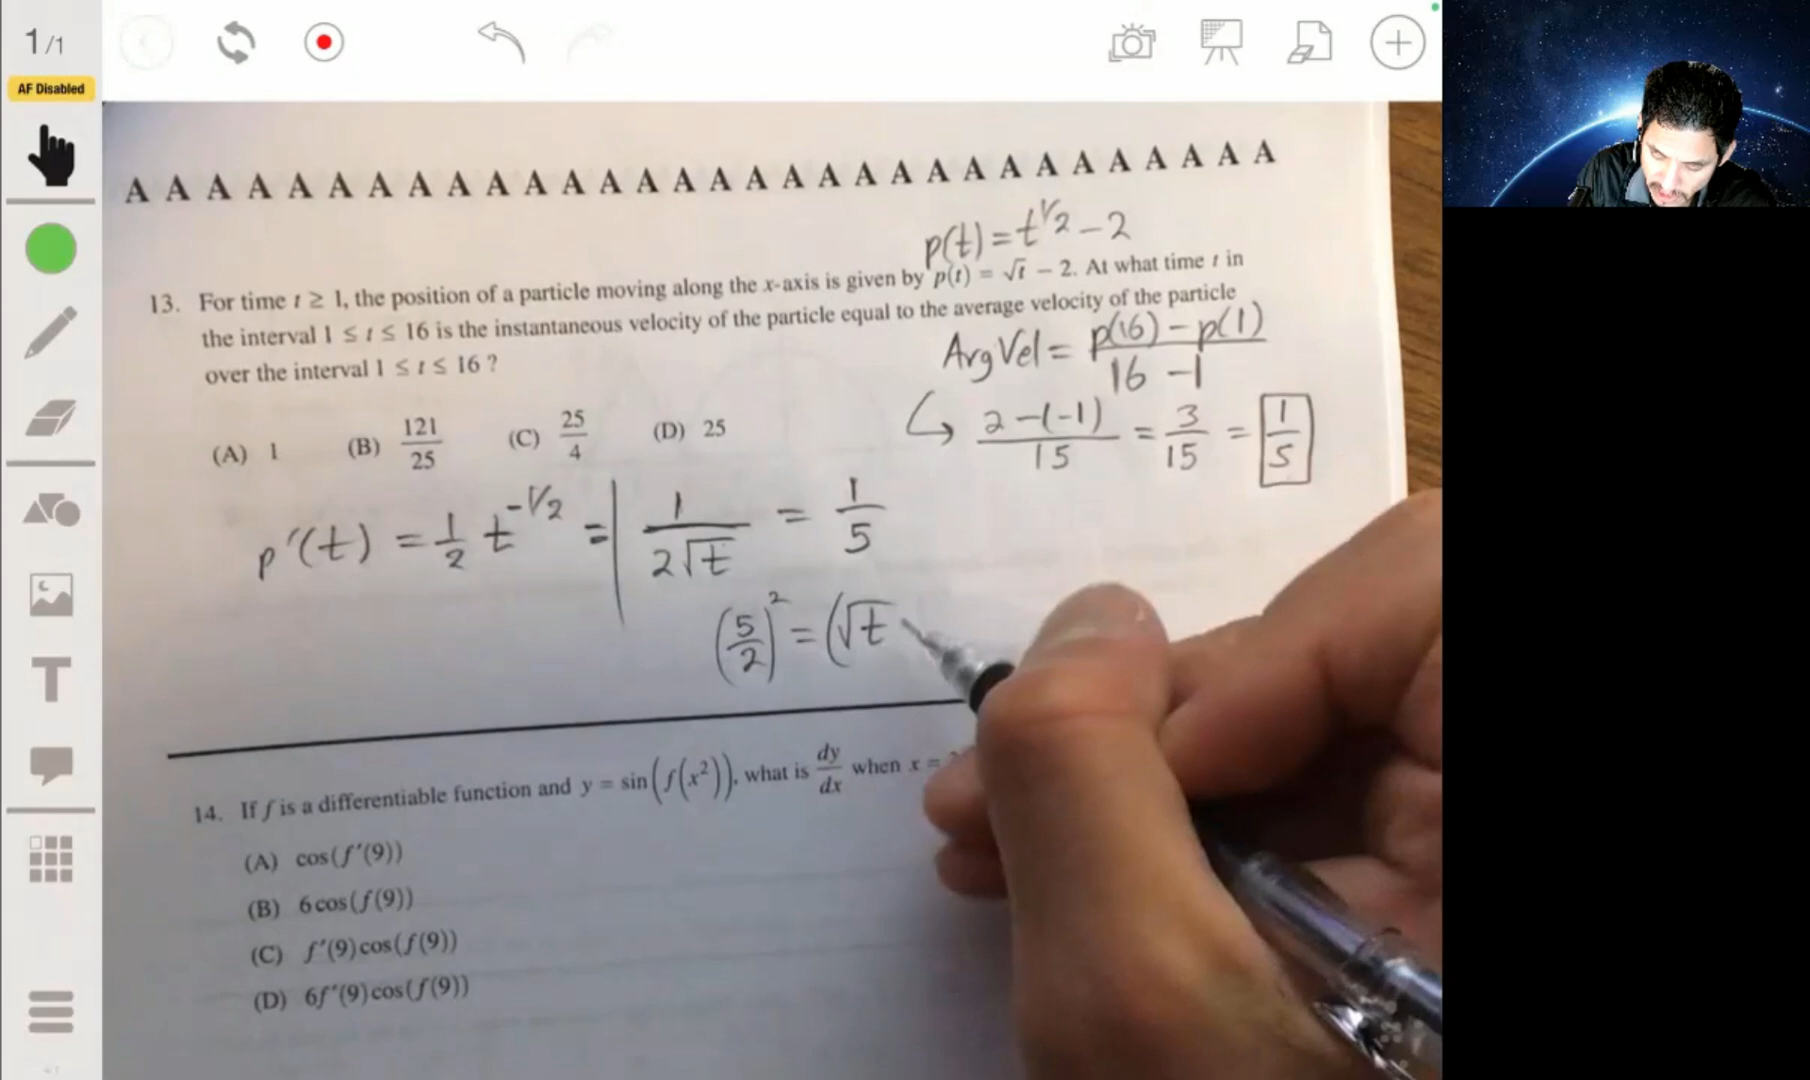 1/1
AF Disabled
A A A A A A A A A A A A A A A A A A A A A A A A A A A A A A
p(t) = t^1/2 - 2
13. For time t ≥ 1, the position of a particle moving along the x-axis is given by p(t) = √t − 2. At what time t in
the interval 1 ≤ t ≤ 16 is the instantaneous velocity of the particle equal to the average velocity of the particle
over the interval 1 ≤ t ≤ 16 ?
Arg Vel = p(16) - p(1) / 16 - 1
2 - (-1) / 15 = 3/15 = 1/5
(A) 1 (B) 121/25 (C) 25/4 (D) 25
p'(t) = 1/2 t^-1/2 = | 1/2√t = 1/5
(5/2)^2 = (√t
14. If f is a differentiable function and y = sin(f(x²)), what is dy/dx when x =
(A) cos(f′(9))
(B) 6 cos(f(9))
(C) f′(9) cos(f(9))
(D) 6f′(9) cos(f(9))
T